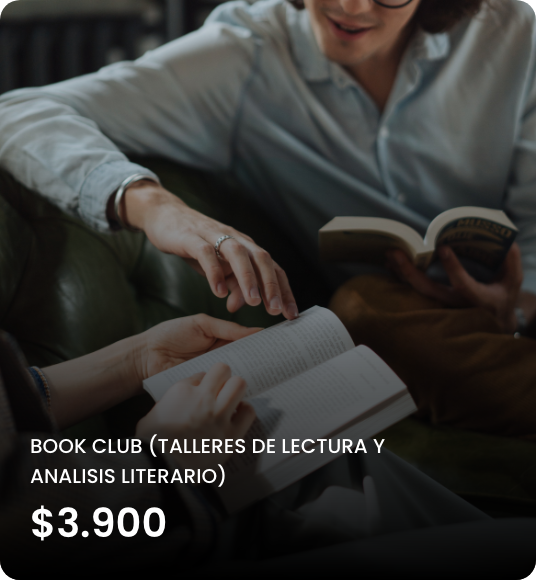 BOOK CLUB (TALLERES DE LECTURA Y
ANALISIS LITERARIO)
$3.900